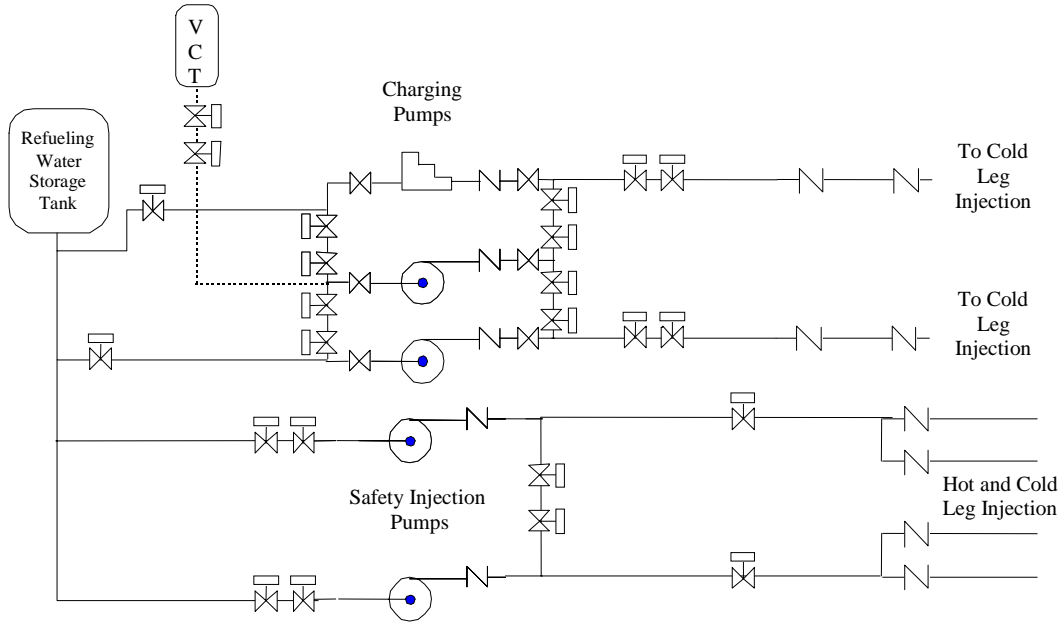 V
C
T
Charging
Pumps
Refueling
Water
Storage
Tank
To Cold
Leg
Injection
To Cold
Leg
Injection
Safety Injection
Pumps
Hot and Cold
Leg Injection